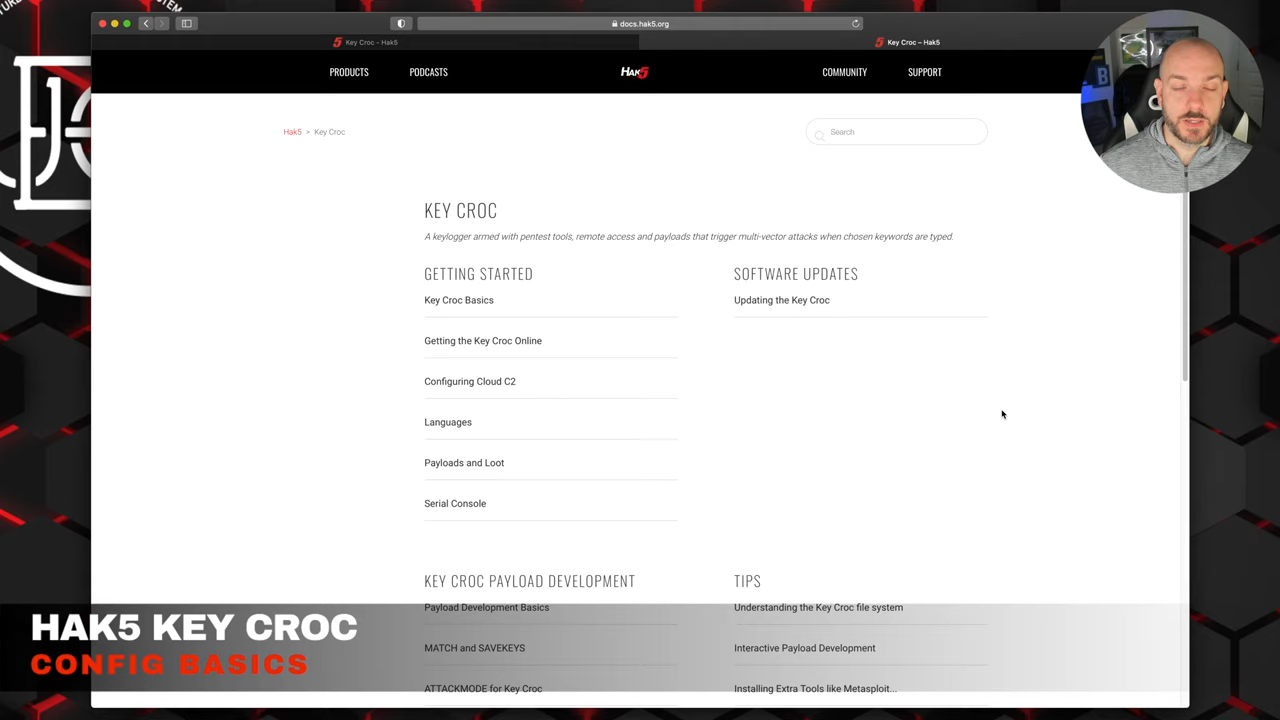 docs.hak5.org
Key Croc – Hak5
Key Croc – Hak5
PRODUCTS
PODCASTS
HAK5
COMMUNITY
SUPPORT
Hak5 > Key Croc
Search
KEY CROC
A keylogger armed with pentest tools, remote access and payloads that trigger multi-vector attacks when chosen keywords are typed.
GETTING STARTED
Key Croc Basics
Getting the Key Croc Online
Configuring Cloud C2
Languages
Payloads and Loot
Serial Console
SOFTWARE UPDATES
Updating the Key Croc
KEY CROC PAYLOAD DEVELOPMENT
Payload Development Basics
MATCH and SAVEKEYS
ATTACKMODE for Key Croc
TIPS
Understanding the Key Croc file system
Interactive Payload Development
Installing Extra Tools like Metasploit...
HAK5 KEY CROC
CONFIG BASICS